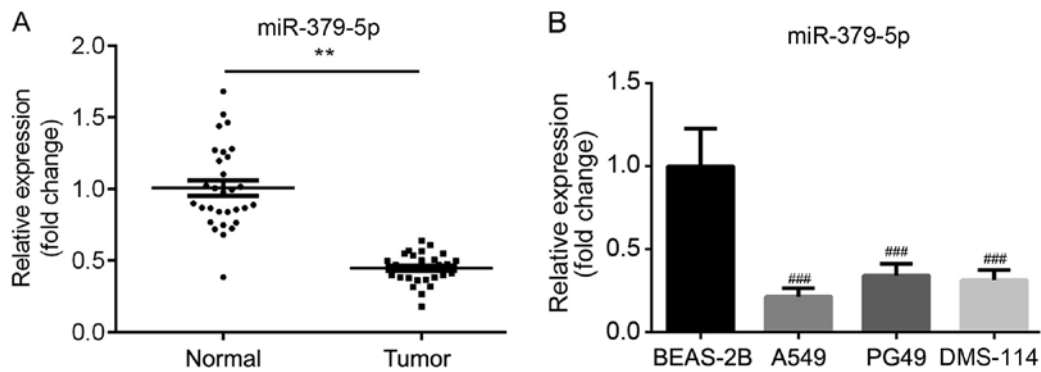 A
miR-379-5p
**
Relative expression
(fold change)
2.0
1.5
1.0
0.5
0.0
Normal Tumor
B
miR-379-5p
Relative expression
(fold change)
1.5
1.0
0.5
0.0
### ### ###
BEAS-2B A549 PG49 DMS-114